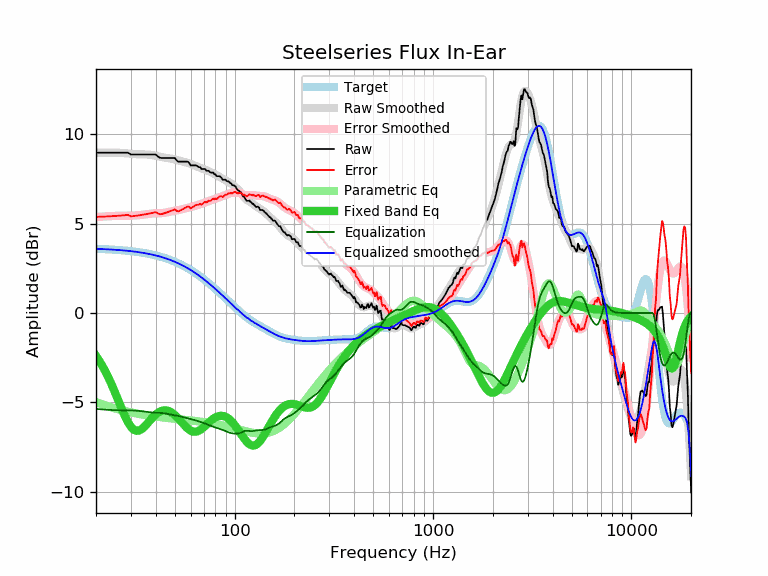 Steelseries Flux In-Ear
Target
Raw Smoothed
Error Smoothed
Raw
Error
Parametric Eq
Fixed Band Eq
Equalization
Equalized smoothed
10
5
0
−5
−10
Amplitude (dBr)
100
1000
10000
Frequency (Hz)